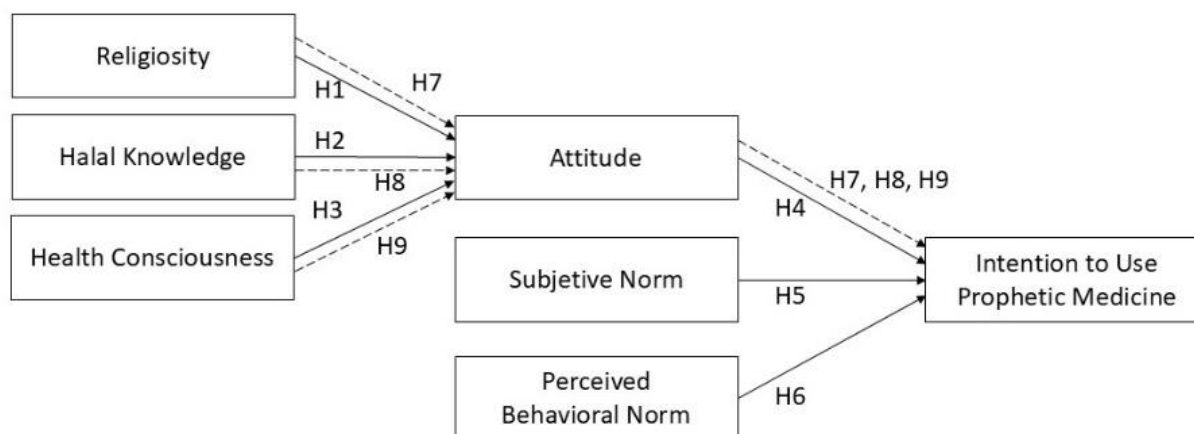 Religiosity
H7
H1
Halal Knowledge
H2
H8
Attitude
H7, H8, H9
H4
H3
Health Consciousness
H9
Subjetive Norm
H5
Intention to Use
Prophetic Medicine
Perceived
Behavioral Norm
H6